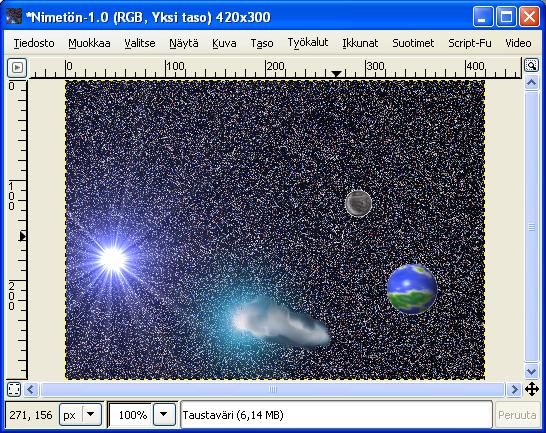 *Nimetön-1.0 (RGB, Yksi taso) 420x300
Tiedosto Muokkaa Valitse Näytä Kuva Taso Työkalut Ikkunat Suotimet Script-Fu Video
0 100 200 300 400
0
100
200
271, 156 px 100% Taustaväri (6,14 MB) Peruuta